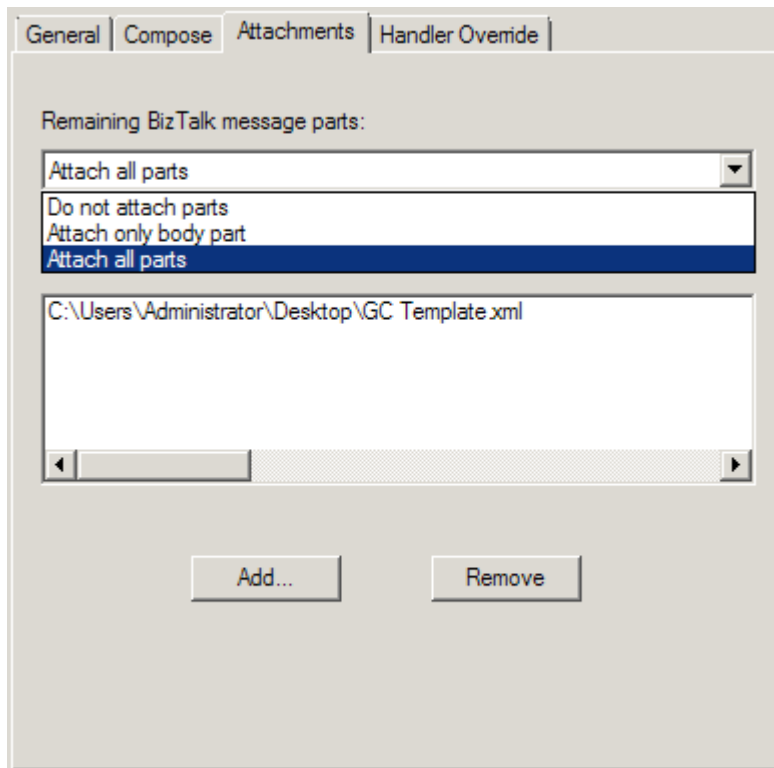 General Compose Attachments Handler Override
Remaining BizTalk message parts:
Attach all parts
Do not attach parts
Attach only body part
Attach all parts
C:\Users\Administrator\Desktop\GC Template.xml
Add... Remove